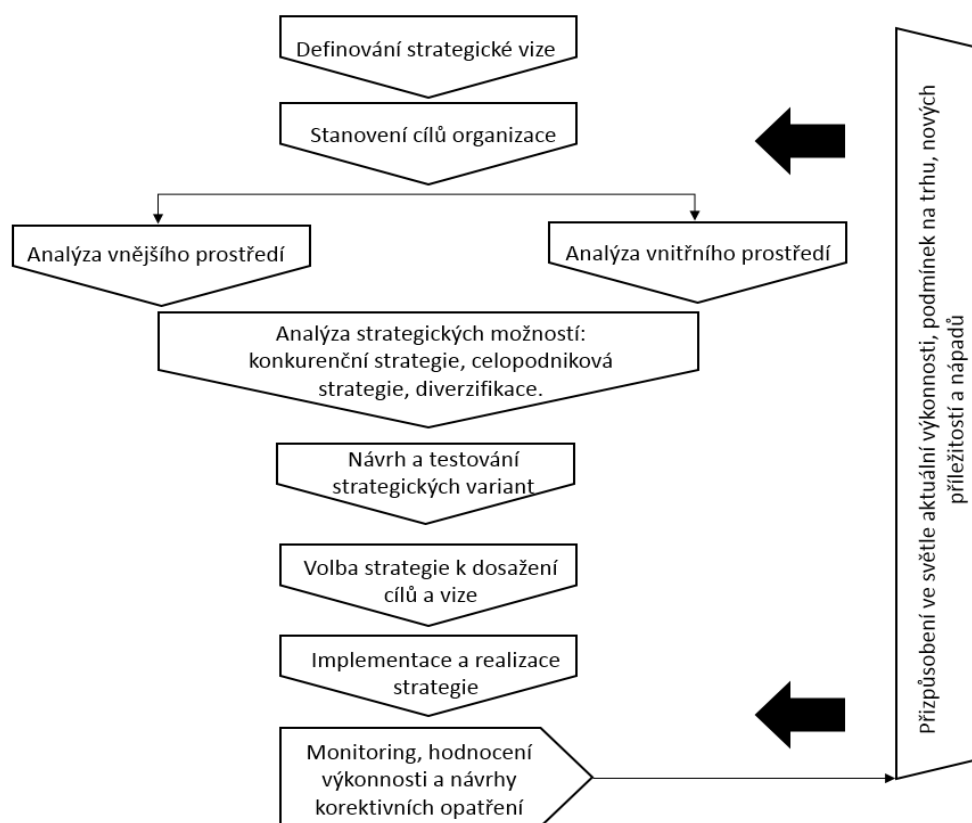 Definování strategické vize
Stanovení cílů organizace
Analýza vnějšího prostředí
Analýza vnitřního prostředí
Analýza strategických možností:
konkurenční strategie, celopodniková
strategie, diverzifikace.
Návrh a testování
strategických variant
Volba strategie k dosažení
cílů a vize
Implementace a realizace
strategie
Monitoring, hodnocení
výkonnosti a návrhy
korektivních opatření
Přizpůsobení ve světle aktuální výkonnosti, podmínek na trhu, nových
příležitostí a nápadů